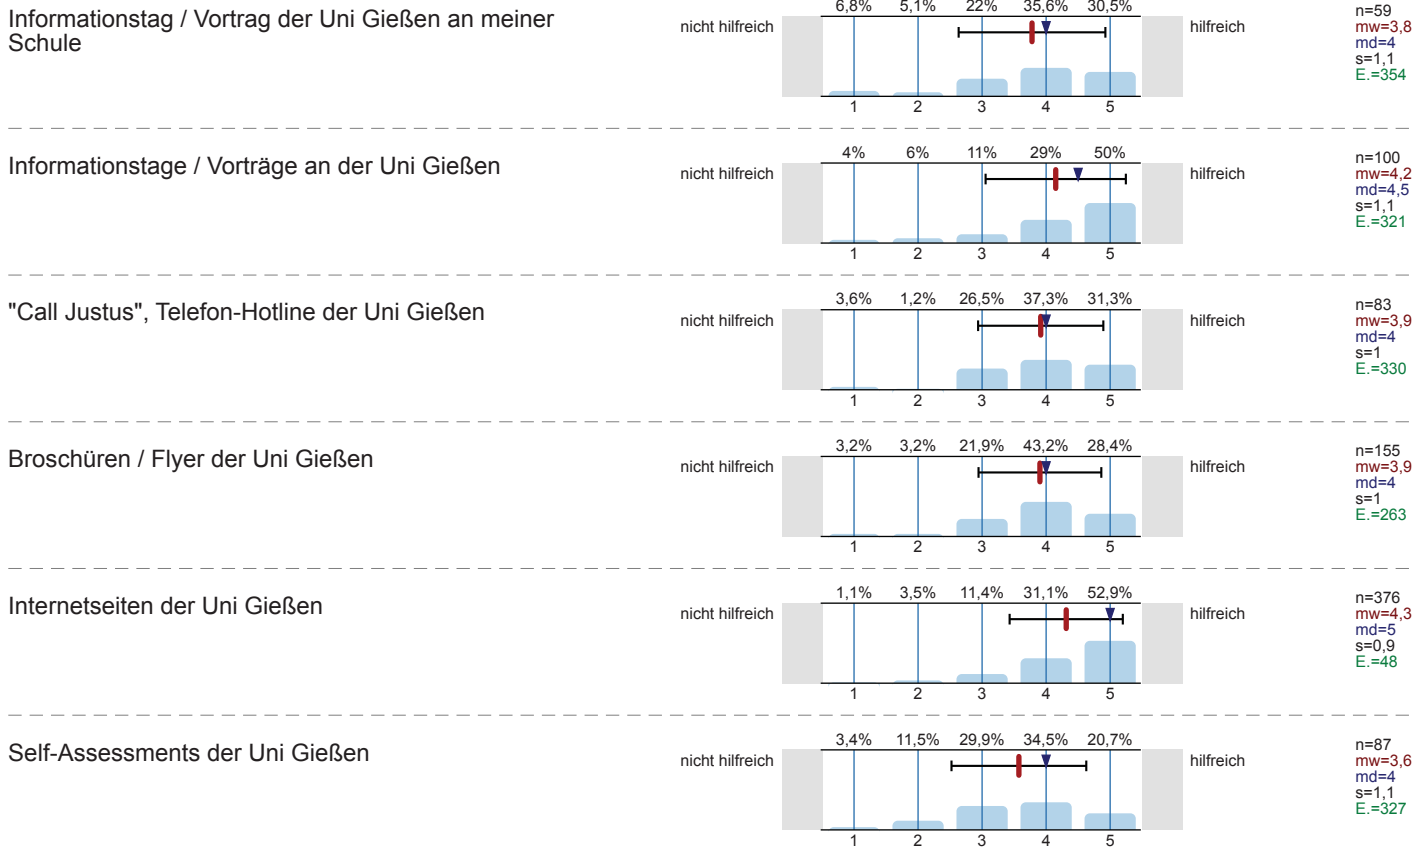 Informationstag / Vortrag der Uni Gießen an meiner
Schule
nicht hilfreich
6,8% 5,1% 22% 35,6% 30,5%
1 2 3 4 5
hilfreich
n=59
mw=3,8
md=4
s=1,1
E.=354
Informationstage / Vorträge an der Uni Gießen
nicht hilfreich
4% 6% 11% 29% 50%
1 2 3 4 5
hilfreich
n=100
mw=4,2
md=4,5
s=1,1
E.=321
"Call Justus", Telefon-Hotline der Uni Gießen
nicht hilfreich
3,6% 1,2% 26,5% 37,3% 31,3%
1 2 3 4 5
hilfreich
n=83
mw=3,9
md=4
s=1
E.=330
Broschüren / Flyer der Uni Gießen
nicht hilfreich
3,2% 3,2% 21,9% 43,2% 28,4%
1 2 3 4 5
hilfreich
n=155
mw=3,9
md=4
s=1
E.=263
Internetseiten der Uni Gießen
nicht hilfreich
1,1% 3,5% 11,4% 31,1% 52,9%
1 2 3 4 5
hilfreich
n=376
mw=4,3
md=5
s=0,9
E.=48
Self-Assessments der Uni Gießen
nicht hilfreich
3,4% 11,5% 29,9% 34,5% 20,7%
1 2 3 4 5
hilfreich
n=87
mw=3,6
md=4
s=1,1
E.=327